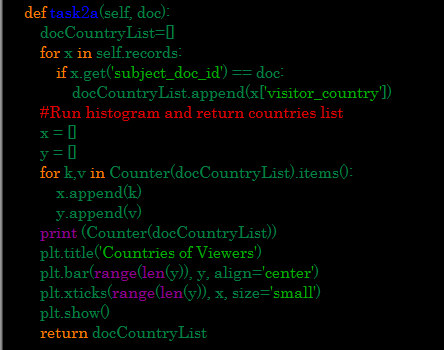 def task2a(self, doc):
    docCountryList=[]
    for x in self.records:
        if x.get('subject_doc_id') == doc:
            docCountryList.append(x['visitor_country'])
    #Run histogram and return countries list
    x = []
    y = []
    for k,v in Counter(docCountryList).items():
        x.append(k)
        y.append(v)
    print (Counter(docCountryList))
    plt.title('Countries of Viewers')
    plt.bar(range(len(y)), y, align='center')
    plt.xticks(range(len(y)), x, size='small')
    plt.show()
    return docCountryList